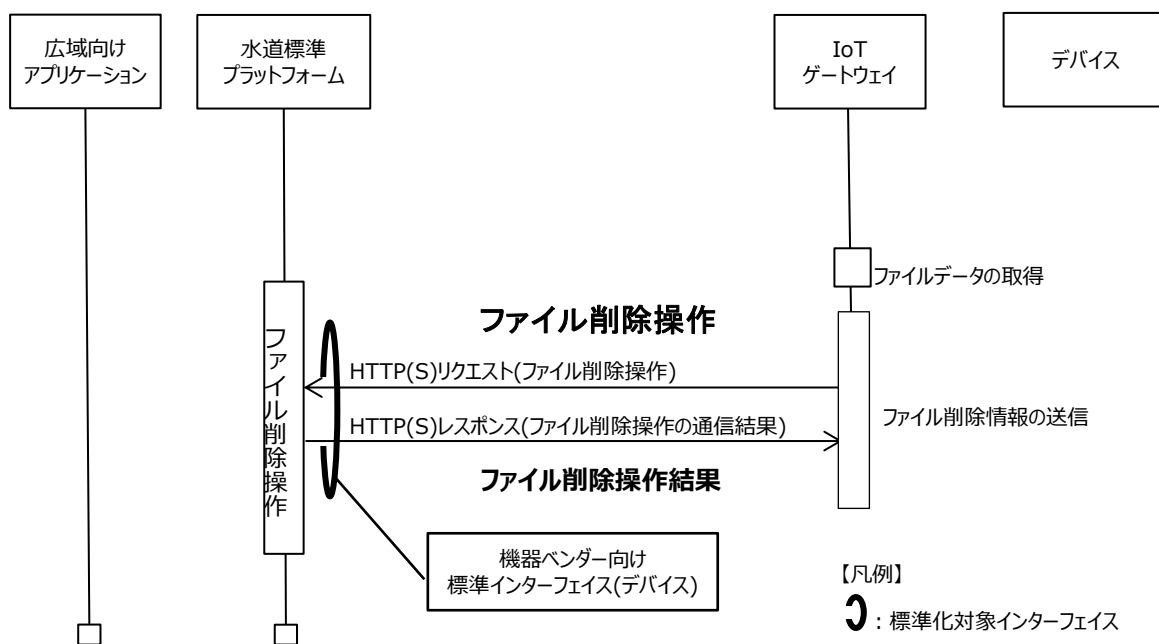 広域向け
アプリケーション
水道標準
プラットフォーム
IoT
ゲートウェイ
デバイス
ファイルデータの取得
ファイル削除操作
ファイル削除操作
HTTP(S)リクエスト(ファイル削除操作)
ファイル削除情報の送信
HTTP(S)レスポンス(ファイル削除操作の通信結果)
ファイル削除操作結果
機器ベンダー向け
標準インターフェイス(デバイス)
【凡例】
：標準化対象インターフェイス